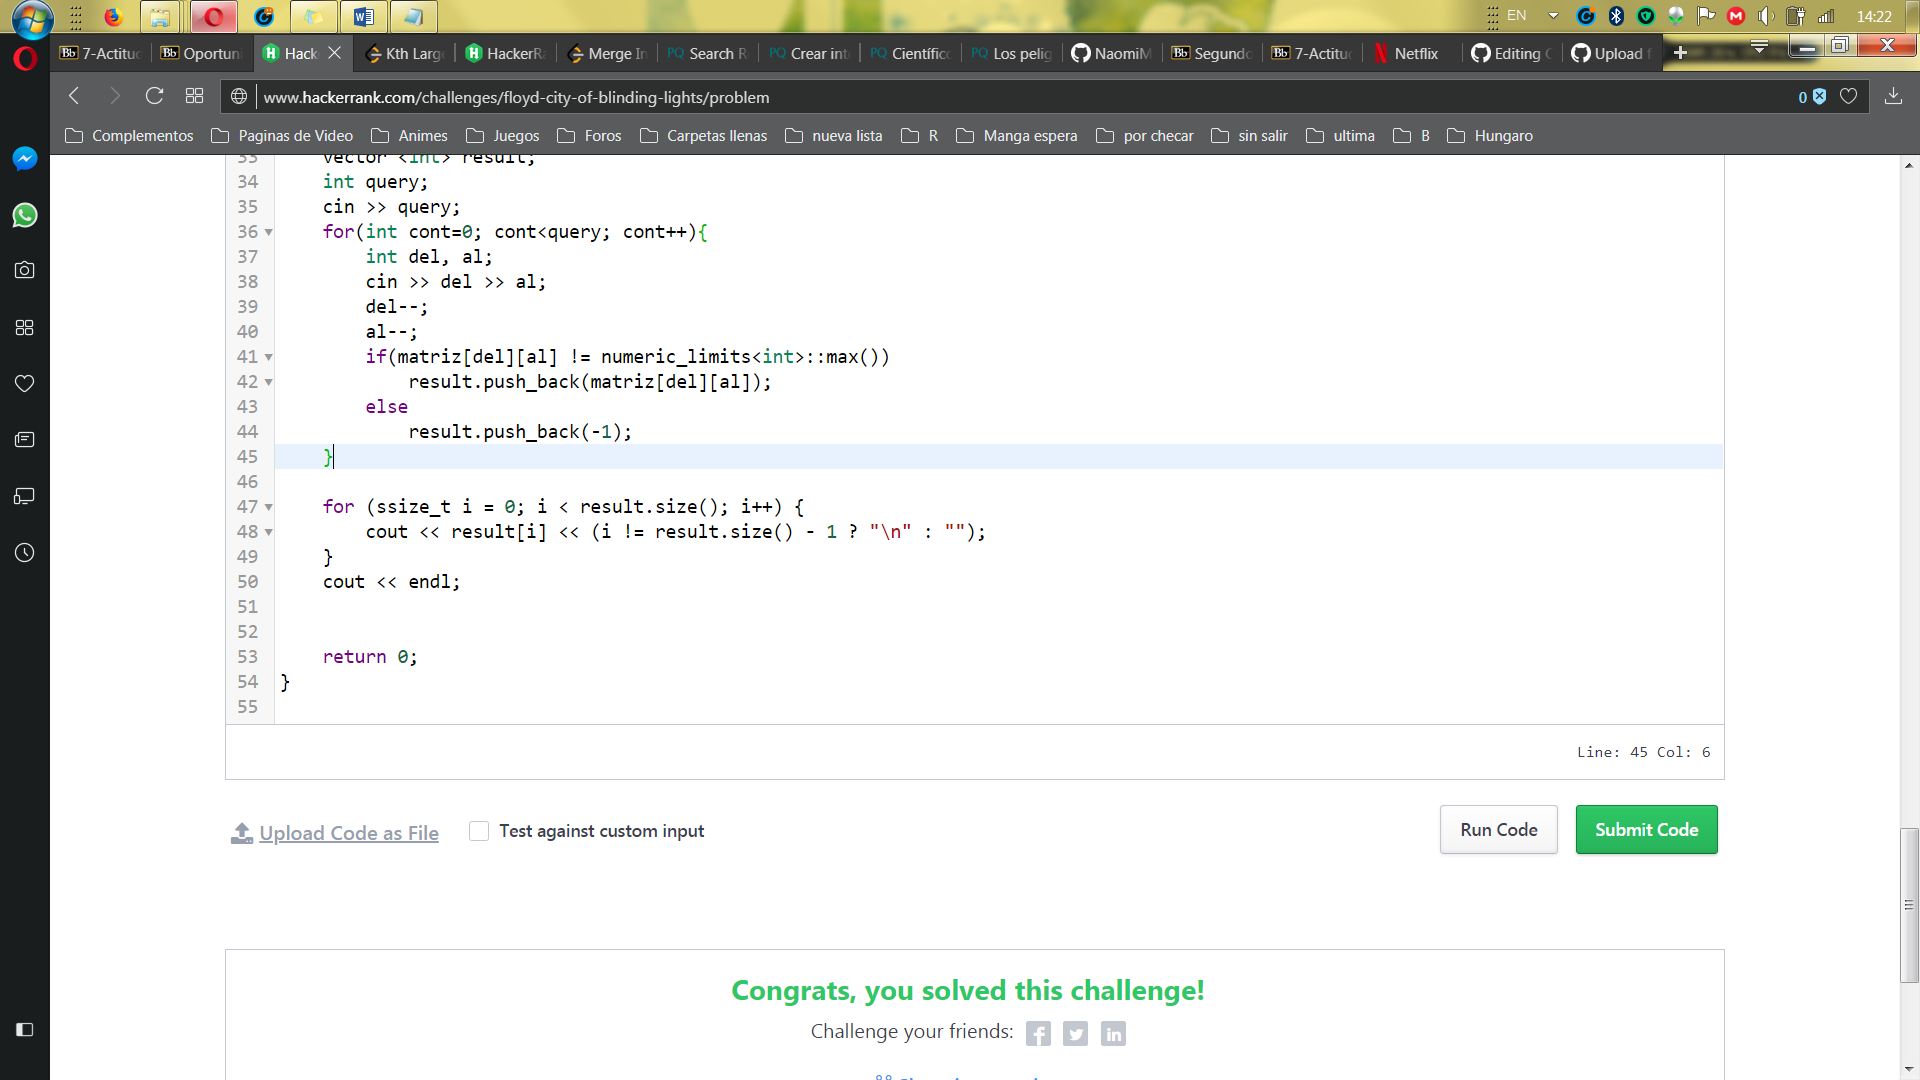 EN
14:22
7-Actituc
Oportuni
Hack
Kth Larg
HackerRa
Merge In
Search R
Crear int
Científico
Los pelig
NaomiM
Segundo
7-Actituc
Netflix
Editing
Upload f
www.hackerrank.com/challenges/floyd-city-of-blinding-lights/problem
0
Complementos
Paginas de Video
Animes
Juegos
Foros
Carpetas llenas
nueva lista
R
Manga espera
por checar
sin salir
ultima
B
Hungaro
33 vector <int> result;
34 int query;
35 cin >> query;
36 for(int cont=0; cont<query; cont++){
37 int del, al;
38 cin >> del >> al;
39 del--;
40 al--;
41 if(matriz[del][al] != numeric_limits<int>::max())
42 result.push_back(matriz[del][al]);
43 else
44 result.push_back(-1);
45 }
46
47 for (ssize_t i = 0; i < result.size(); i++) {
48 cout << result[i] << (i != result.size() - 1 ? "\n" : "");
49 }
50 cout << endl;
51
52
53 return 0;
54 }
55
Line: 45 Col: 6
Upload Code as File
Test against custom input
Run Code
Submit Code
Congrats, you solved this challenge!
Challenge your friends: